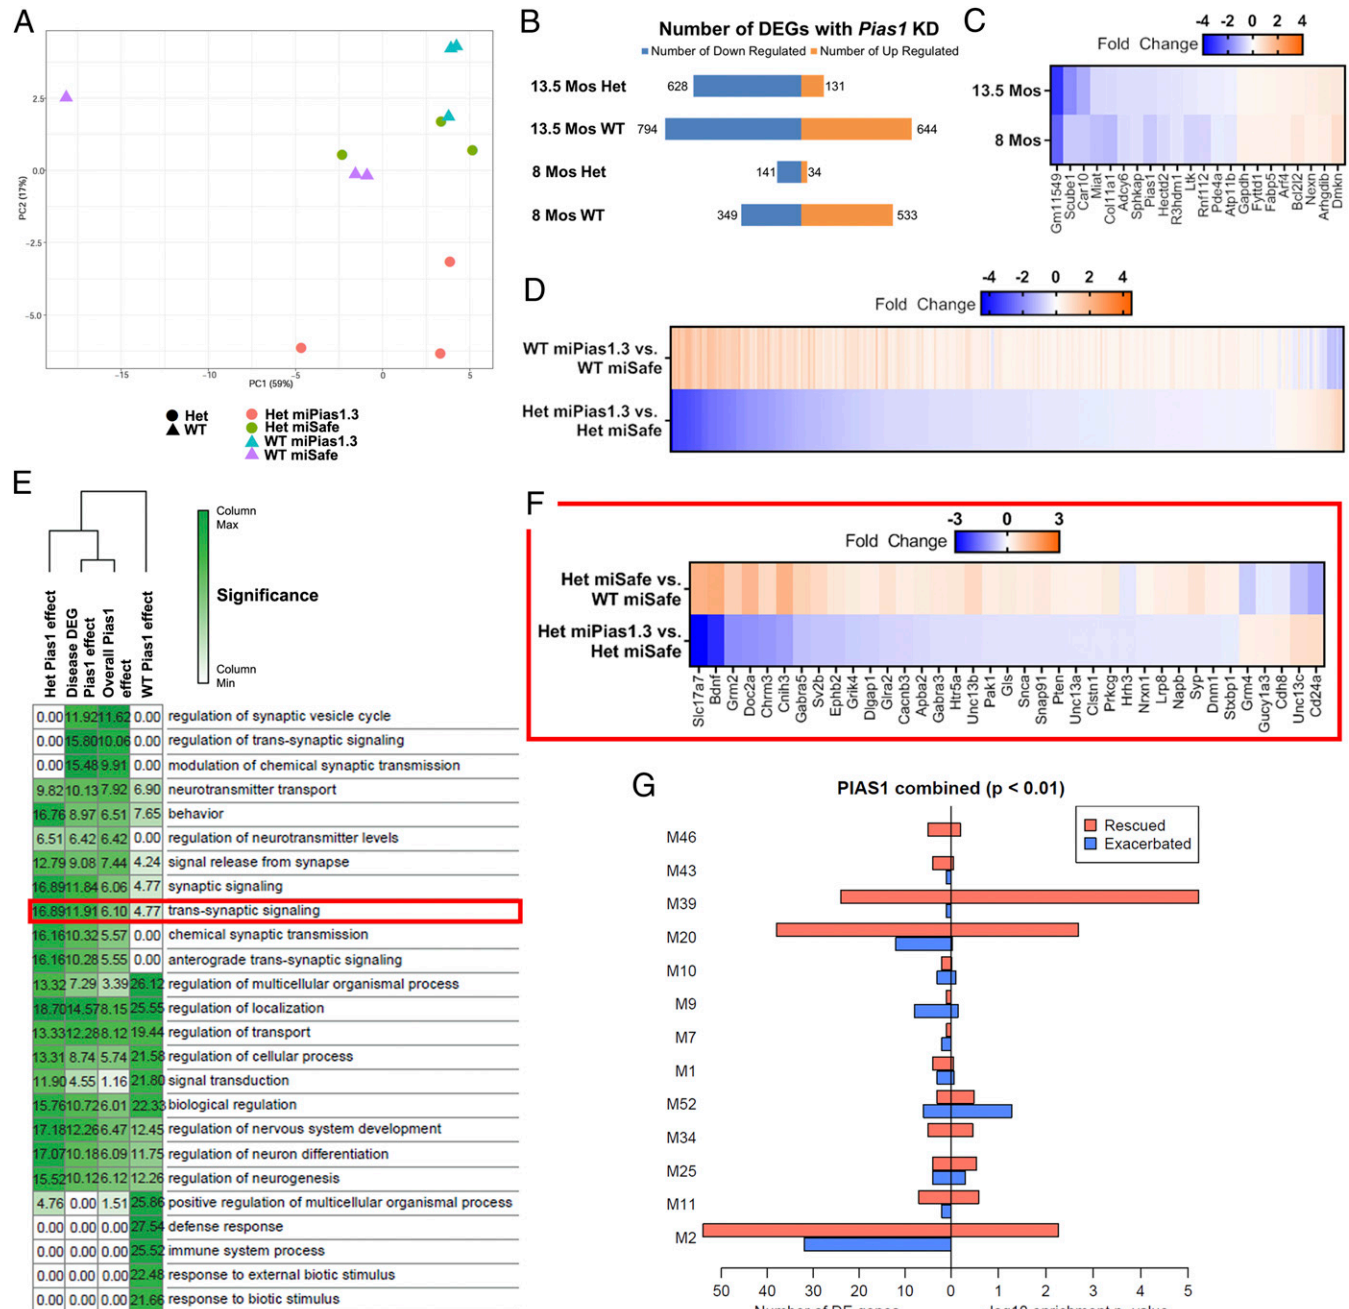 A
2.5
0.0
-2.5
-5.0
PC2 (17%)
-15
-10
-5
0
5
PC1 (59%)
Het
WT
Het miPias1.3
Het miSafe
WT miPias1.3
WT miSafe
B
Number of DEGs with Pias1 KD
Number of Down Regulated Number of Up Regulated
13.5 Mos Het 628 131
13.5 Mos WT 794 644
8 Mos Het 141 34
8 Mos WT 349 533
C
-4 -2 0 2 4
Fold Change
13.5 Mos
8 Mos
Gm11549
Scube1
Car10
Miat
Col11a1
Adcy6
Sphkap
Pias1
Hectd2
R3hdm1
Ltk
Rnf112
Pde4a
Atp11b
Gapdh
Fyttd1
Fabp5
Arf4
Bcl2l2
Nexn
Arhgdib
Dmkn
D
-4 -2 0 2 4
Fold Change
WT miPias1.3 vs.
WT miSafe
Het miPias1.3 vs.
Het miSafe
E
Column
Max
Significance
Column
Min
Het Pias1 effect
Disease DEG
Pias1 effect
Overall Pias1
effect
WT Pias1 effect
0.00 11.92 11.62 0.00 regulation of synaptic vesicle cycle
0.00 15.80 10.06 0.00 regulation of trans-synaptic signaling
0.00 15.48 9.91 0.00 modulation of chemical synaptic transmission
9.82 10.13 7.92 6.90 neurotransmitter transport
16.76 8.97 6.51 7.65 behavior
6.51 6.42 6.42 0.00 regulation of neurotransmitter levels
12.79 9.08 7.44 4.24 signal release from synapse
16.89 11.84 6.06 4.77 synaptic signaling
16.89 11.91 6.10 4.77 trans-synaptic signaling
16.16 10.32 5.57 0.00 chemical synaptic transmission
16.16 10.28 5.55 0.00 anterograde trans-synaptic signaling
13.32 7.29 3.39 26.12 regulation of multicellular organismal process
18.70 14.57 8.15 25.55 regulation of localization
13.33 12.28 8.12 19.44 regulation of transport
13.31 8.74 5.74 21.58 regulation of cellular process
11.90 4.55 1.16 21.80 signal transduction
15.76 10.72 6.01 22.33 biological regulation
17.18 12.26 6.47 12.45 regulation of nervous system development
17.07 10.18 6.09 11.75 regulation of neuron differentiation
15.52 10.12 6.12 12.26 regulation of neurogenesis
4.76 0.00 1.51 25.86 positive regulation of multicellular organismal process
0.00 0.00 0.00 27.54 defense response
0.00 0.00 0.00 25.52 immune system process
0.00 0.00 0.00 22.48 response to external biotic stimulus
0.00 0.00 0.00 21.66 response to biotic stimulus
F
-3 0 3
Fold Change
Het miSafe vs.
WT miSafe
Het miPias1.3 vs.
Het miSafe
Slc17a7
Bdnf
Grm2
Doc2a
Chrm3
Cnih3
Gabra5
Sv2b
Ephb2
Grik4
Dlgap1
Glra2
Cacnb3
Apba2
Gabra3
Htr5a
Unc13b
Pak1
Gls
Snca
Snap91
Pten
Unc13a
Clstn1
Prkcg
Hrh3
Nrxn1
Lrp8
Napb
Syp
Dnm1
Stxbp1
Grm4
Gucy1a3
Cdh8
Unc13c
Cd24a
G
PIAS1 combined (p < 0.01)
Rescued
Exacerbated
M46
M43
M39
M20
M10
M9
M7
M1
M52
M34
M25
M11
M2
50 40 30 20 10 0 1 2 3 4 5
Number of DE genes -log10 enrichment p-value